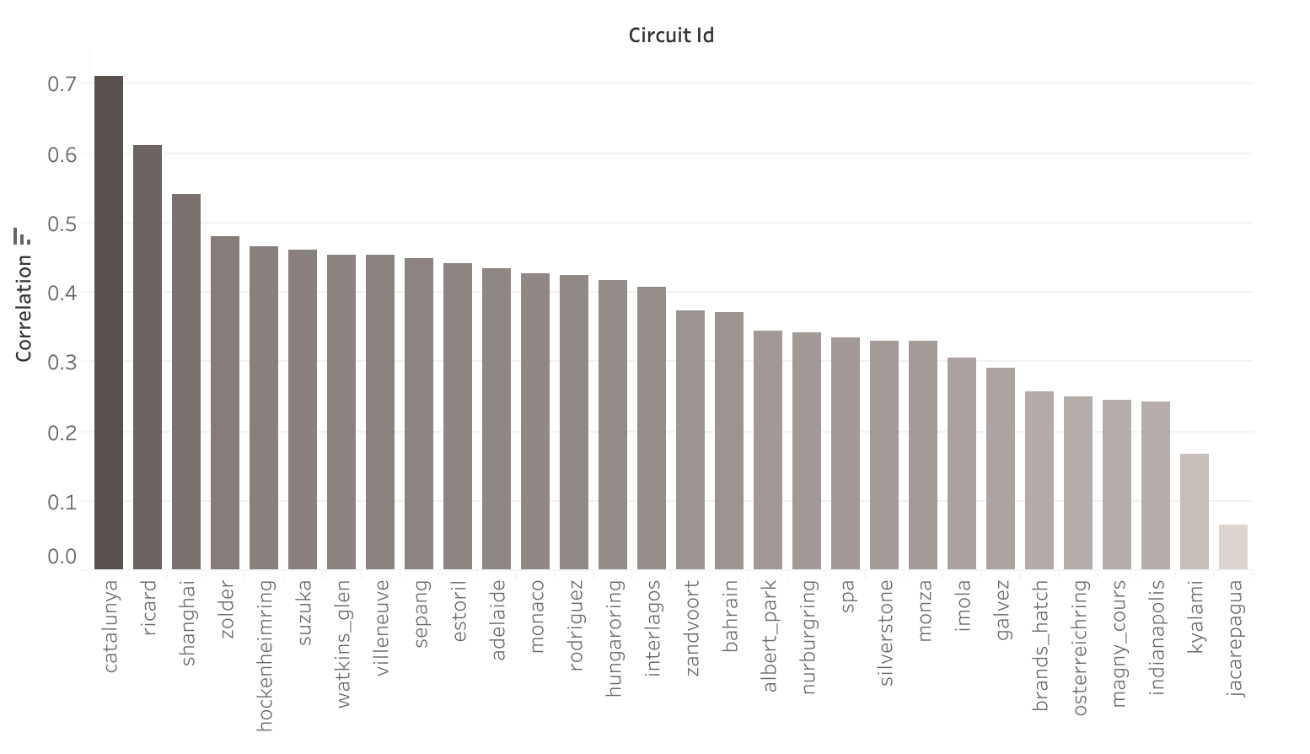 Circuit Id
Correlation
0.7
0.6
0.5
0.4
0.3
0.2
0.1
0.0
catalunya
ricard
shanghai
zolder
hockenheimring
suzuka
watkins_glen
villeneuve
sepang
estoril
adelaide
monaco
rodriguez
hungaroring
interlagos
zandvoort
bahrain
albert_park
nurburgring
spa
silverstone
monza
imola
galvez
brands_hatch
osterreichring
magny_cours
indianapolis
kyalami
jacarepagua